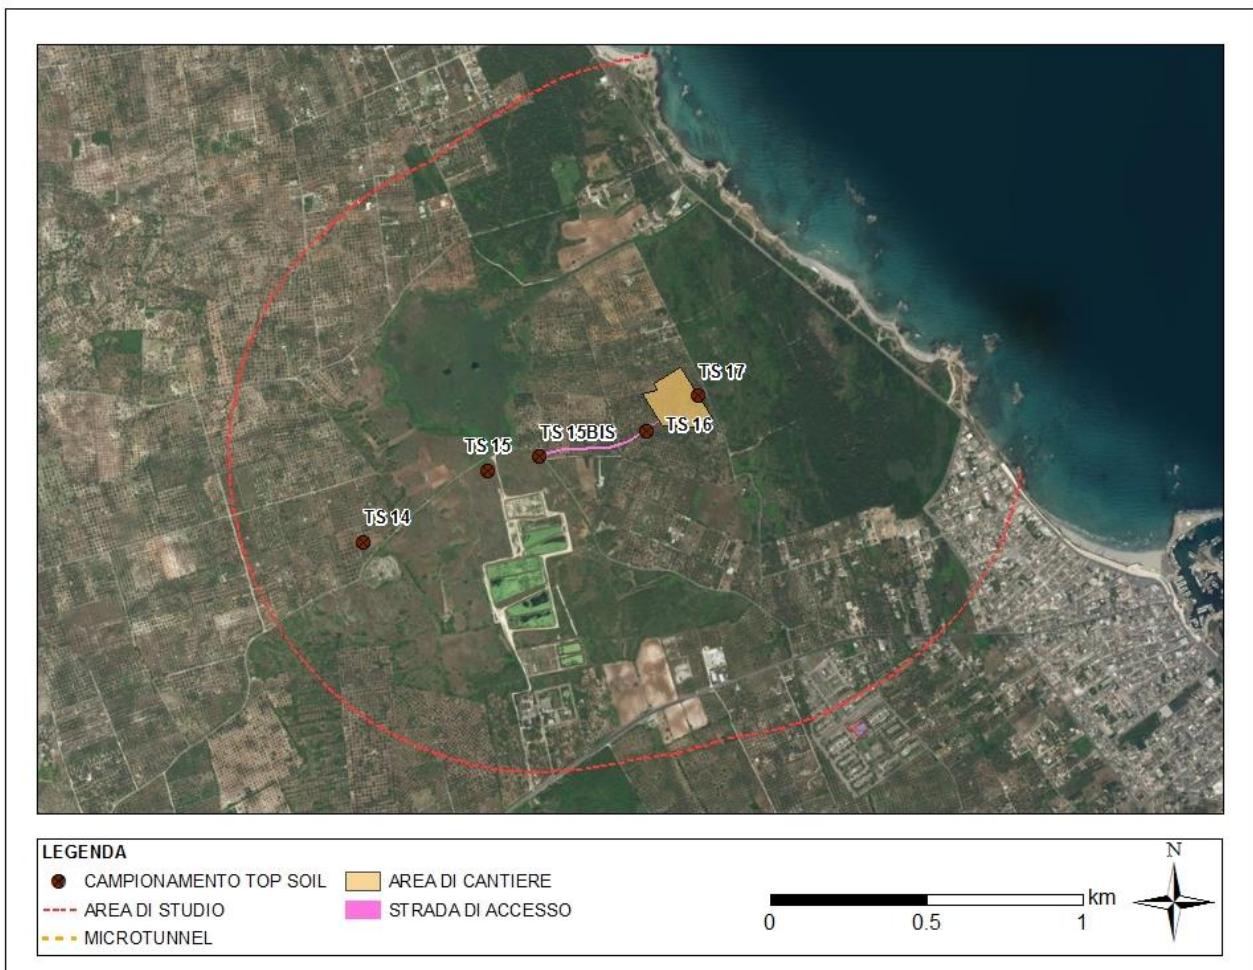 TS 17
TS 16
TS 15BIS
TS 15
TS 14
LEGENDA
CAMPIONAMENTO TOP SOIL
AREA DI STUDIO
MICROTUNNEL
AREA DI CANTIERE
STRADA DI ACCESSO
km
0 0.5 1
N